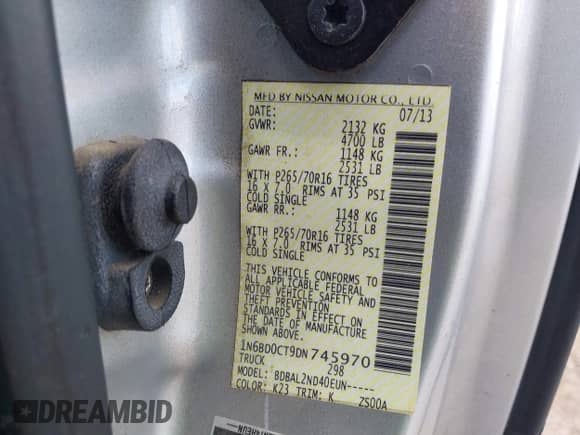 MFD BY NISSAN MOTOR CO., LTD.
DATE: 07/13
GVWR: 2132 KG
4700 LB
GAWR FR.: 1148 KG
2531 LB
WITH P265/70R16 TIRES
16 X 7.0 RIMS AT 35 PSI
COLD SINGLE
GAWR RR.: 1148 KG
2531 LB
WITH P265/70R16 TIRES
16 X 7.0 RIMS AT 35 PSI
COLD SINGLE
THIS VEHICLE CONFORMS TO
ALL APPLICABLE FEDERAL
MOTOR VEHICLE SAFETY AND
THEFT PREVENTION
STANDARDS IN EFFECT ON
THE DATE OF MANUFACTURE
SHOWN ABOVE.
1N6BD0CT9DN745970
TRUCK 298
MODEL: BDBAL2ND40EUN-----
COLOR: K23 TRIM: K ZS00A
DREAMBID